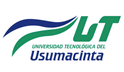 UT
UNIVERSIDAD TECNOLÓGICA DEL
Usumacinta